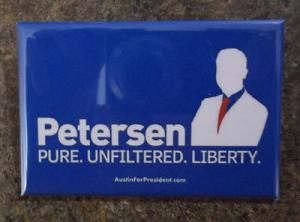 Petersen
PURE. UNFILTERED. LIBERTY.
AustinForPresident.com